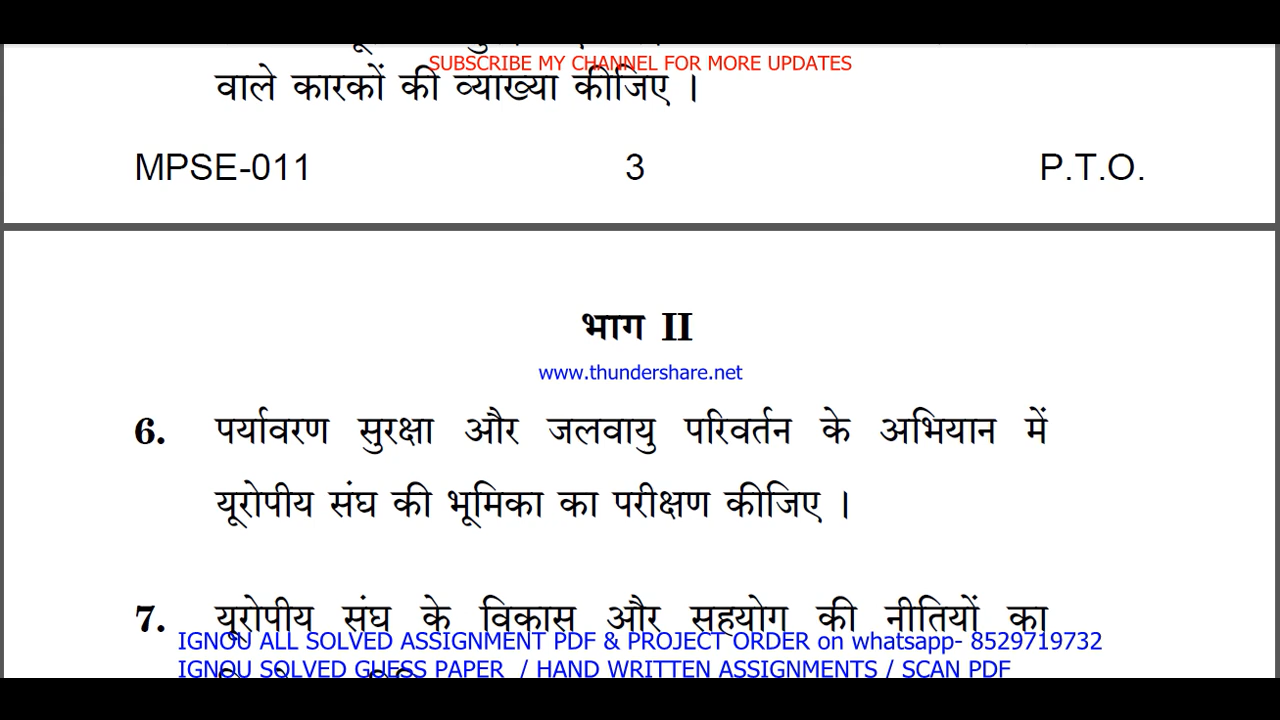 SUBSCRIBE MY CHANNEL FOR MORE UPDATES
वाले कारकों की व्याख्या कीजिए ।
MPSE-011 3 P.T.O.
भाग II
www.thundershare.net
6. पर्यावरण सुरक्षा और जलवायु परिवर्तन के अभियान में
यूरोपीय संघ की भूमिका का परीक्षण कीजिए ।
7. यूरोपीय संघ के विकास और सहयोग की नीतियों का
IGNOU ALL SOLVED ASSIGNMENT PDF & PROJECT ORDER on whatsapp- 8529719732
IGNOU SOLVED GUESS PAPER / HAND WRITTEN ASSIGNMENTS / SCAN PDF